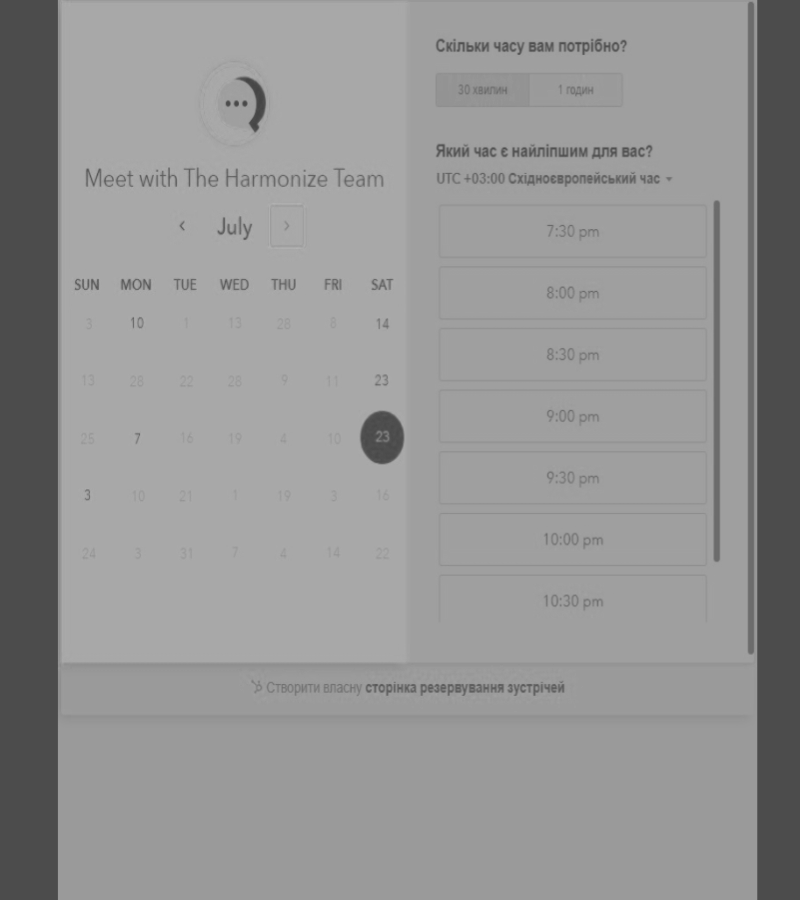 Meet with The Harmonize Team
July
SUN MON TUE WED THU FRI SAT
3 10 1 13 28 8 14
13 28 22 28 9 11 23
25 7 16 19 4 10 23
3 10 21 1 19 3 16
24 3 31 7 4 14 22
Скільки часу вам потрібно?
30 хвилин 1 годин
Який час є найліпшим для вас?
UTC +03:00 Східноєвропейський час
7:30 pm
8:00 pm
8:30 pm
9:00 pm
9:30 pm
10:00 pm
10:30 pm
Створити власну сторінка резервування зустрічей